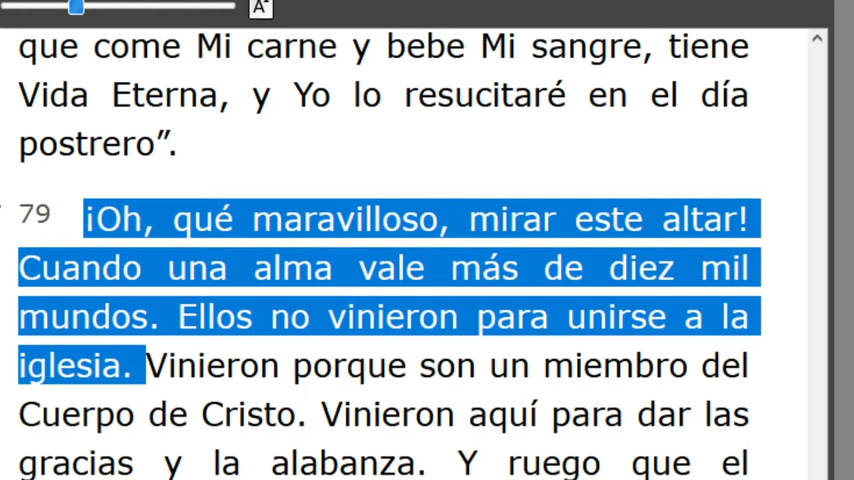 A
que come Mi carne y bebe Mi sangre, tiene
Vida Eterna, y Yo lo resucitaré en el día
postrero”.
79 ¡Oh, qué maravilloso, mirar este altar!
Cuando una alma vale más de diez mil
mundos. Ellos no vinieron para unirse a la
iglesia. Vinieron porque son un miembro del
Cuerpo de Cristo. Vinieron aquí para dar las
gracias y la alabanza. Y ruego que el